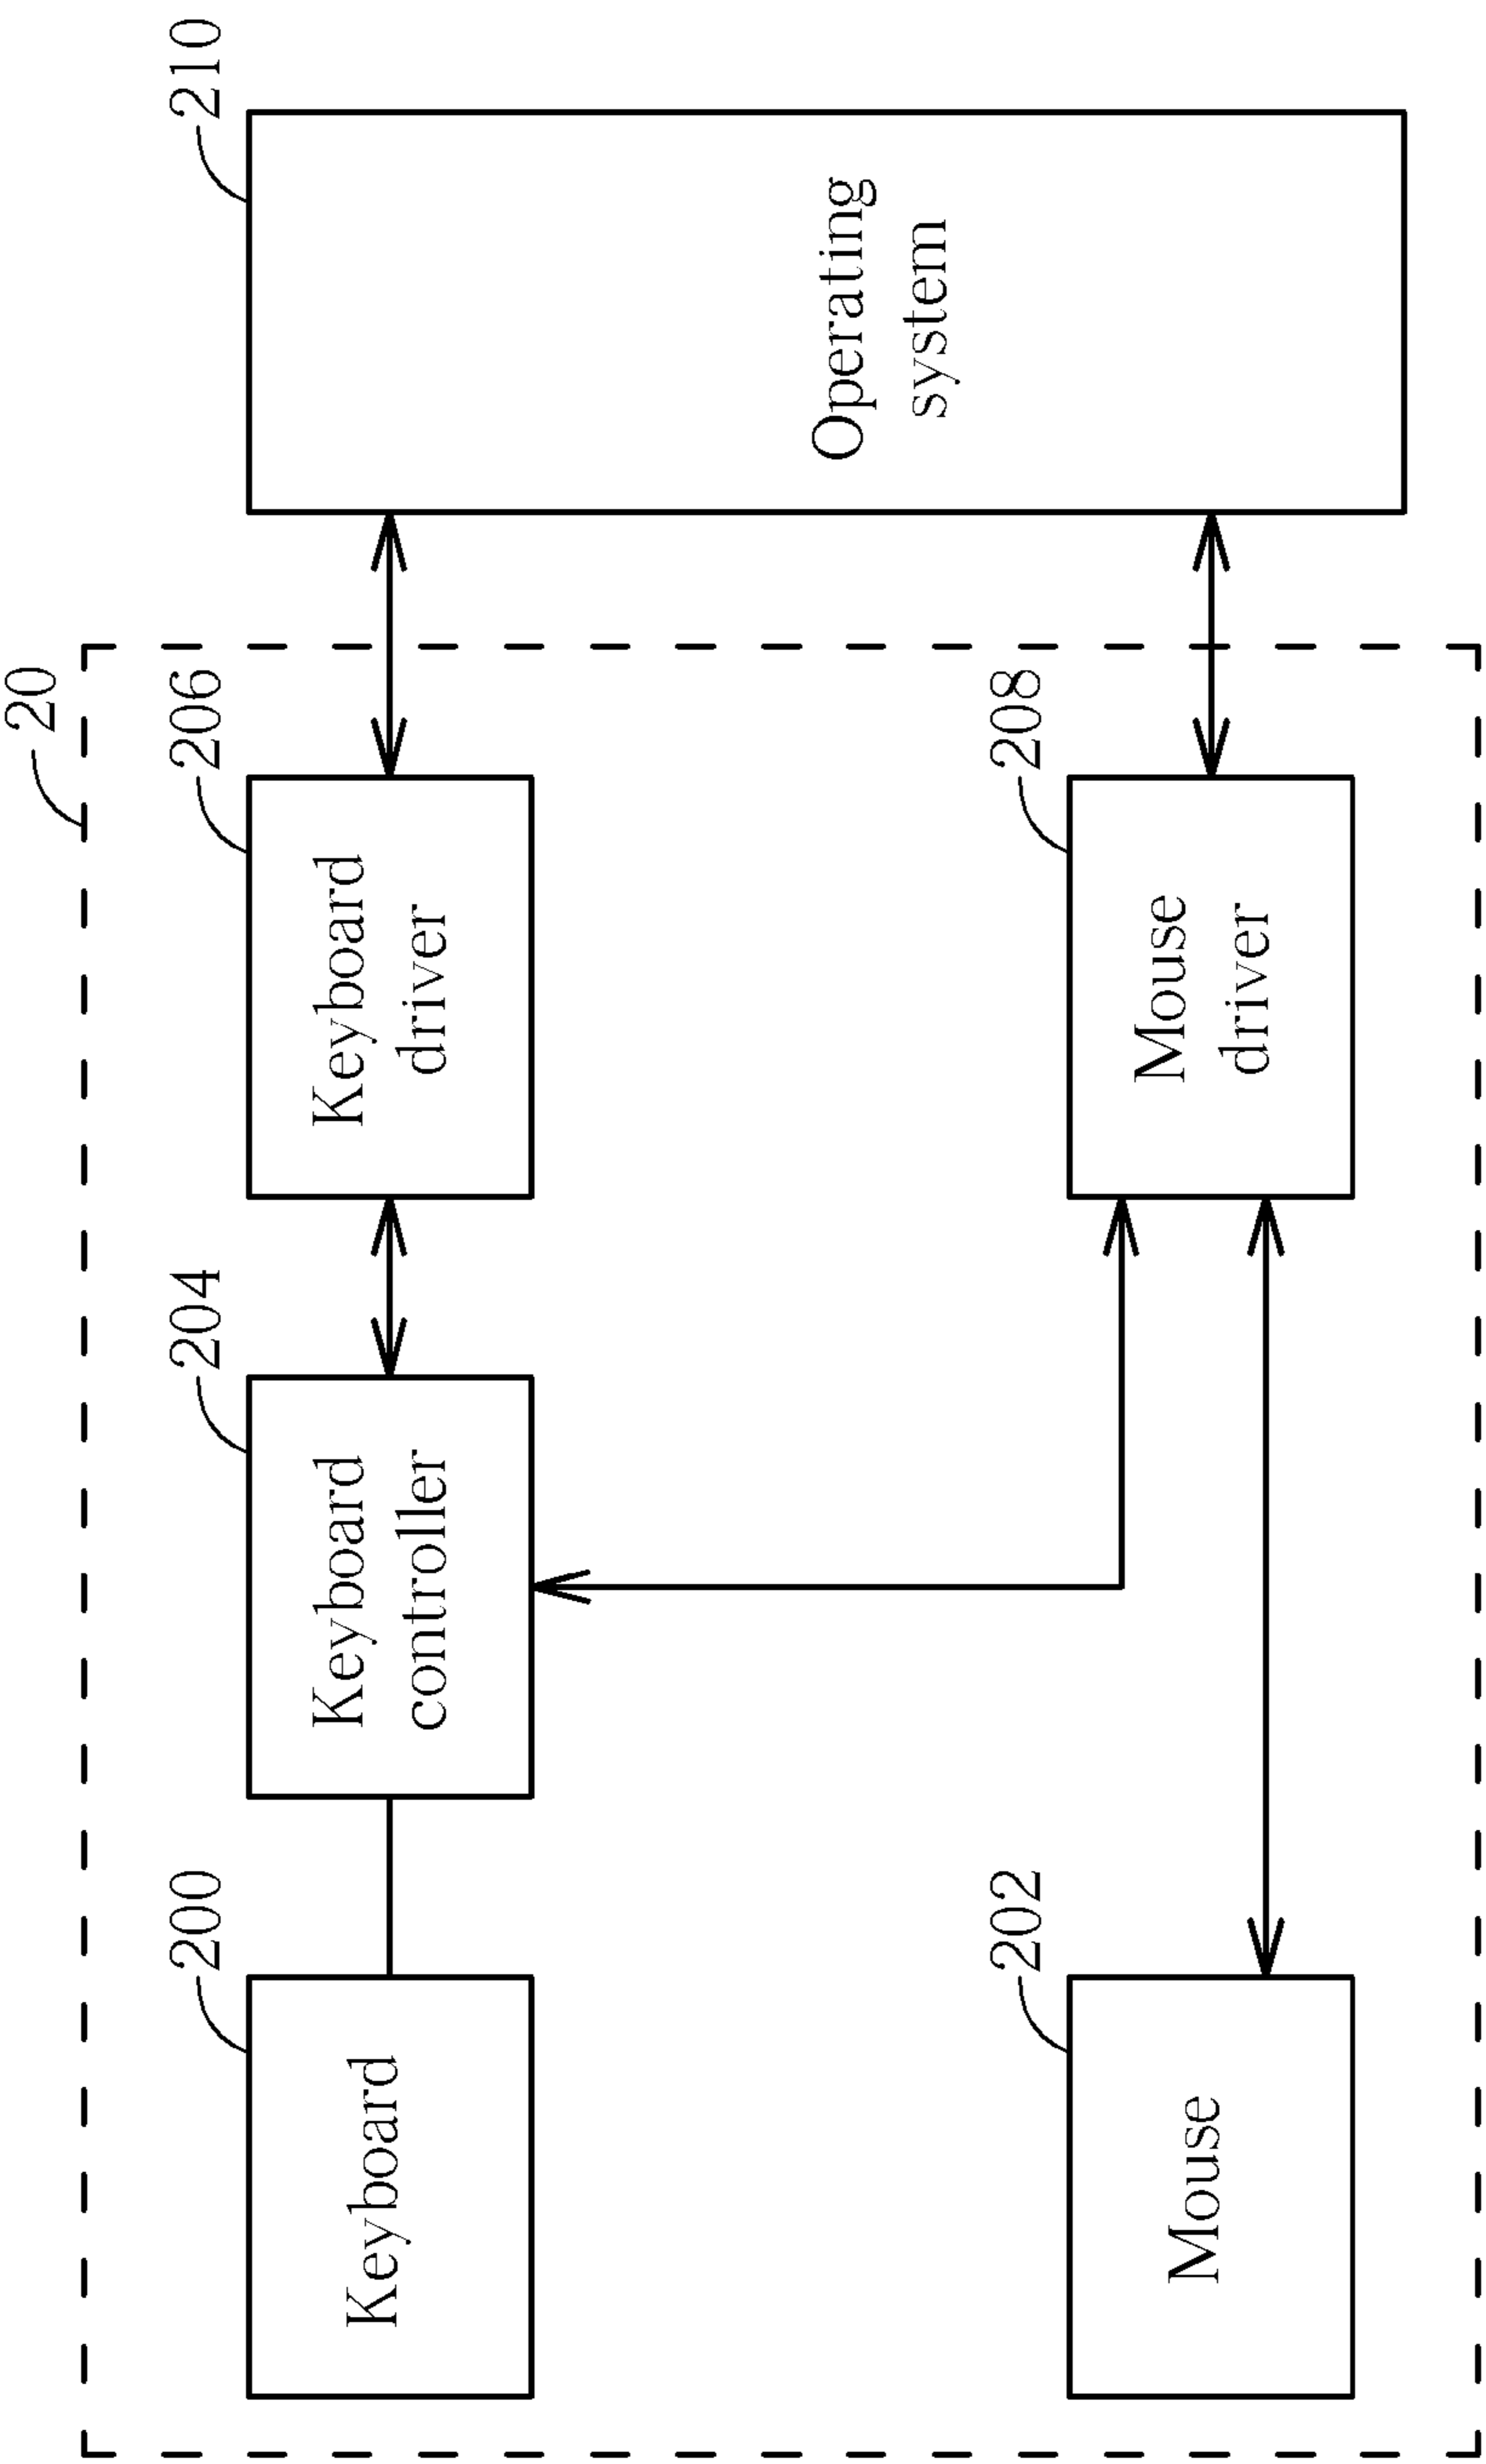 20
200
Keyboard
204
Keyboard
controller
206
Keyboard
driver
210
Operating
system
202
Mouse
208
Mouse
driver